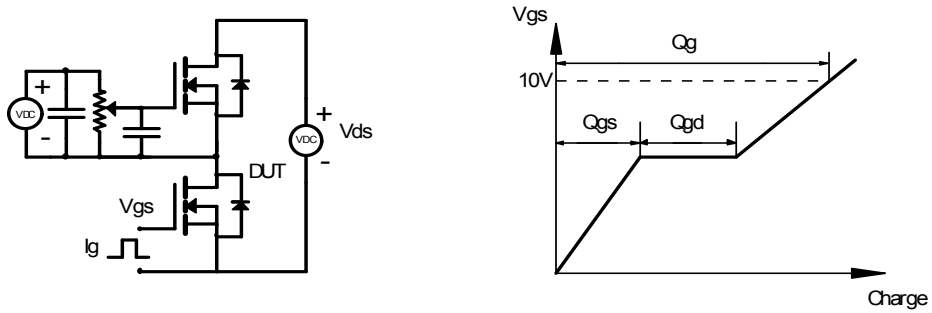 +
VDC
-
+
VDC
-
Vds
DUT
Vgs
Ig
Vgs
Qg
10V
Qgs
Qgd
Charge